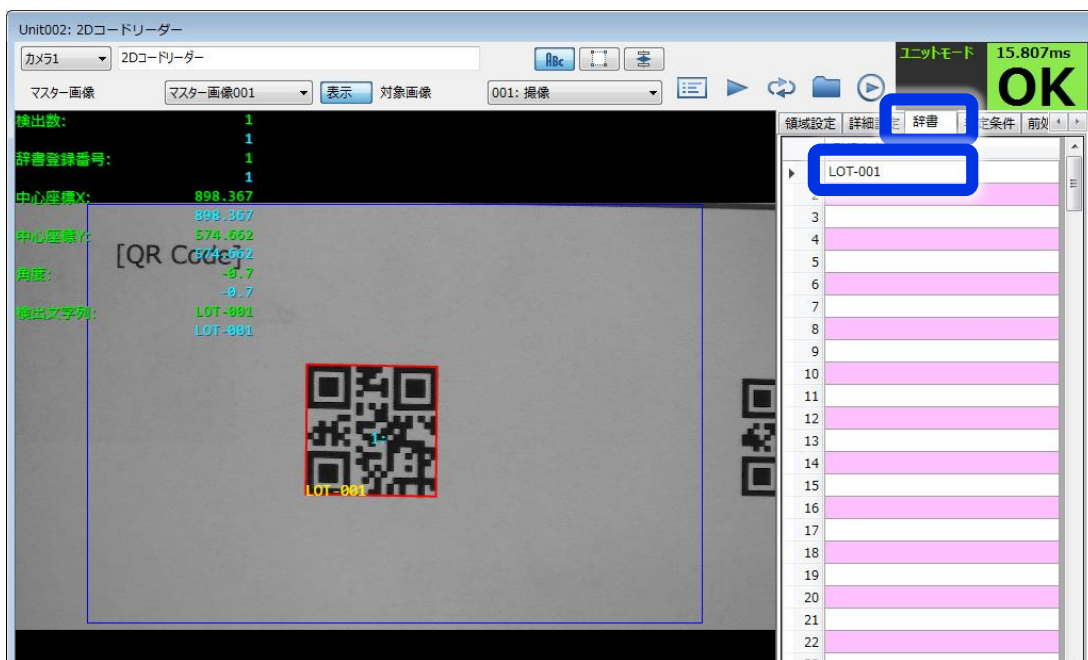 Unit002: 2Dコードリーダー
カメラ1
2Dコードリーダー
ABC
ユニットモード
15.807ms
OK
マスター画像
マスター画像001
表示
対象画像
001: 撮像
領域設定
辞書
前処
検出数:
1
1
辞書登録番号:
1
1
中心座標X:
898.367
898.367
中心座標Y:
574.662
574.662
角度:
-0.7
-0.7
検出文字列:
LOT-001
LOT-001
[QR Code]
1
LOT-001
LOT-001
2
3
4
5
6
7
8
9
10
11
12
13
14
15
16
17
18
19
20
21
22